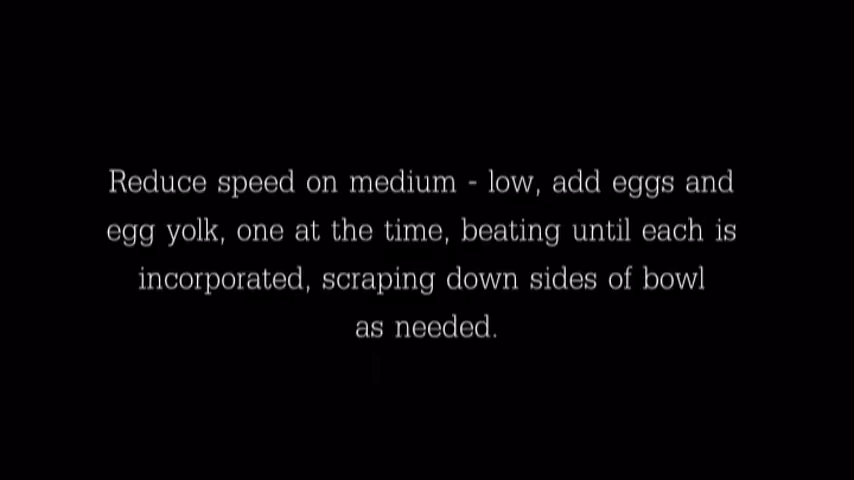 Reduce speed on medium - low, add eggs and
egg yolk, one at the time, beating until each is
incorporated, scraping down sides of bowl
as needed.